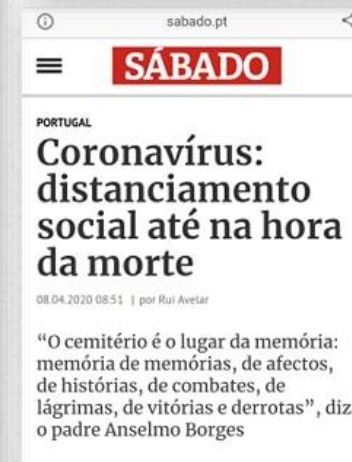 sabado.pt
SÁBADO
PORTUGAL
Coronavírus:
distanciamento
social até na hora
da morte
08.04.2020 08:51 | por Rui Avelar
“O cemitério é o lugar da memória:
memória de memórias, de afectos,
de histórias, de combates, de
lágrimas, de vitórias e derrotas”, diz
o padre Anselmo Borges